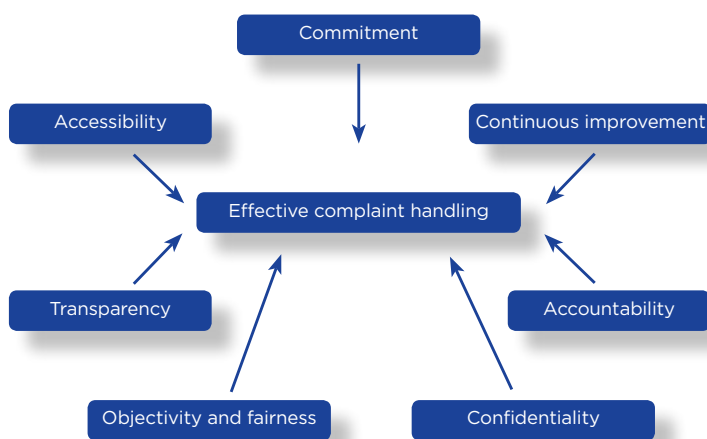 Commitment
Accessibility
Continuous improvement
Effective complaint handling
Transparency
Accountability
Objectivity and fairness
Confidentiality